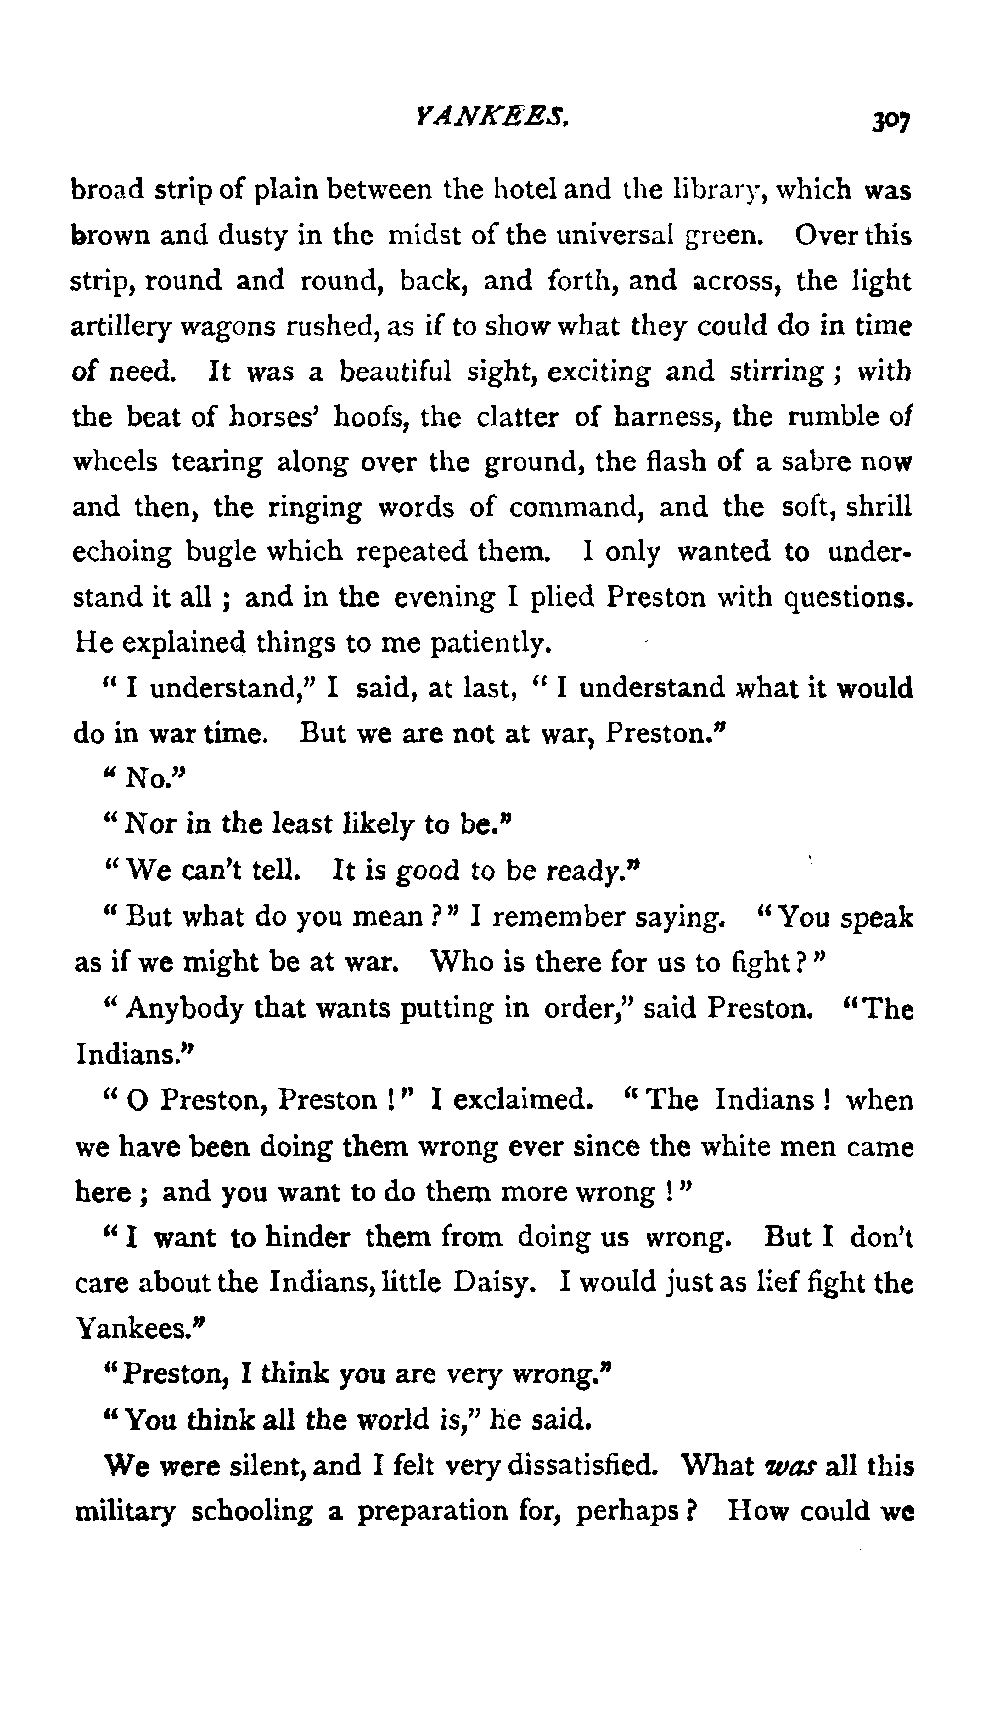 YANKEES. 307
broad strip of plain between the hotel and the library, which was
brown and dusty in the midst of the universal green. Over this
strip, round and round, back, and forth, and across, the light
artillery wagons rushed, as if to show what they could do in time
of need. It was a beautiful sight, exciting and stirring ; with
the beat of horses' hoofs, the clatter of harness, the rumble of
wheels tearing along over the ground, the flash of a sabre now
and then, the ringing words of command, and the soft, shrill
echoing bugle which repeated them. I only wanted to under-
stand it all ; and in the evening I plied Preston with questions.
He explained things to me patiently.
" I understand," I said, at last, " I understand what it would
do in war time. But we are not at war, Preston."
" No."
" Nor in the least likely to be."
" We can't tell. It is good to be ready."
" But what do you mean ? " I remember saying. " You speak
as if we might be at war. Who is there for us to fight ? "
" Anybody that wants putting in order," said Preston. " The
Indians."
" O Preston, Preston ! " I exclaimed. " The Indians ! when
we have been doing them wrong ever since the white men came
here ; and you want to do them more wrong ! "
" I want to hinder them from doing us wrong. But I don't
care about the Indians, little Daisy. I would just as lief fight the
Yankees."
" Preston, I think you are very wrong."
" You think all the world is," he said.
We were silent, and I felt very dissatisfied. What was all this
military schooling a preparation for, perhaps ? How could we